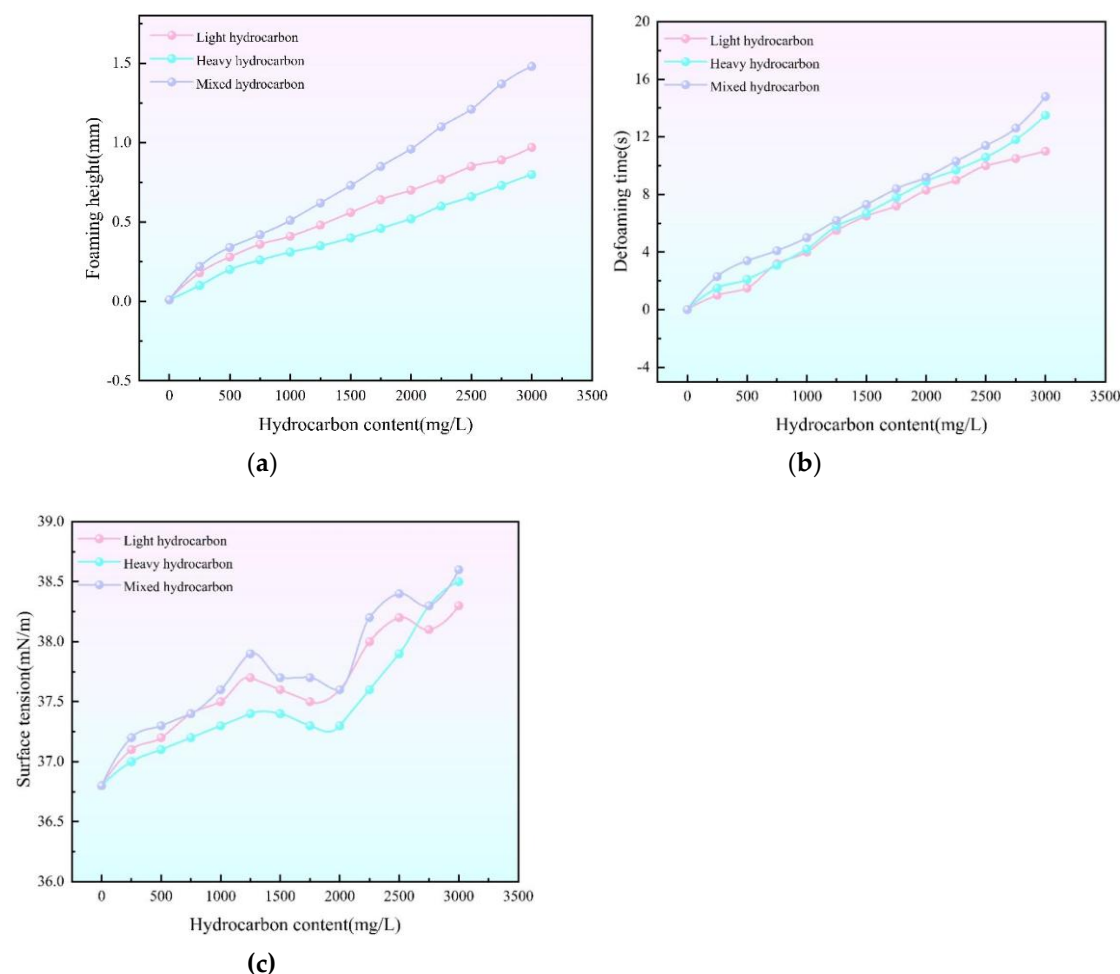 Light hydrocarbon
Heavy hydrocarbon
Mixed hydrocarbon
1.5
1.0
0.5
0.0
-0.5
Foaming height(mm)
0 500 1000 1500 2000 2500 3000 3500
Hydrocarbon content(mg/L)
(a)
Light hydrocarbon
Heavy hydrocarbon
Mixed hydrocarbon
20
16
12
8
4
0
-4
Defoaming time(s)
0 500 1000 1500 2000 2500 3000 3500
Hydrocarbon content(mg/L)
(b)
Light hydrocarbon
Heavy hydrocarbon
Mixed hydrocarbon
39.0
38.5
38.0
37.5
37.0
36.5
36.0
Surface tension(mN/m)
0 500 1000 1500 2000 2500 3000 3500
Hydrocarbon content(mg/L)
(c)